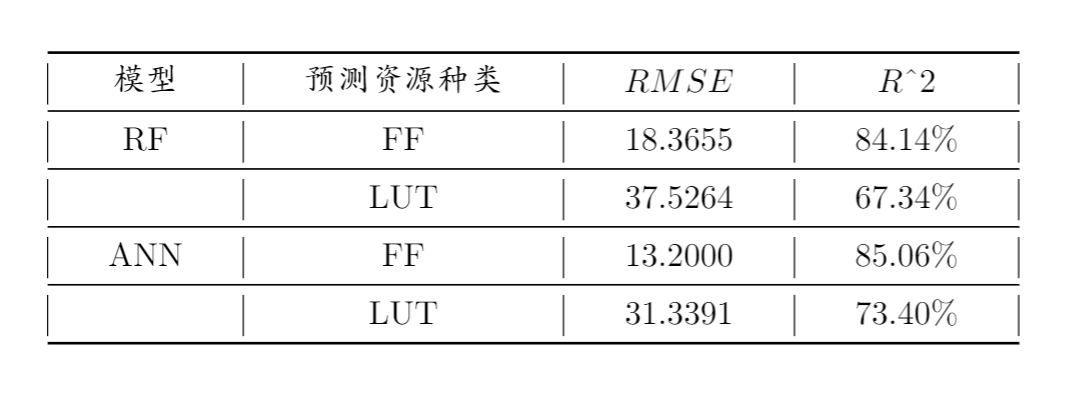 模型 预测资源种类 RMSE R^2
RF FF 18.3655 84.14%
LUT 37.5264 67.34%
ANN FF 13.2000 85.06%
LUT 31.3391 73.40%